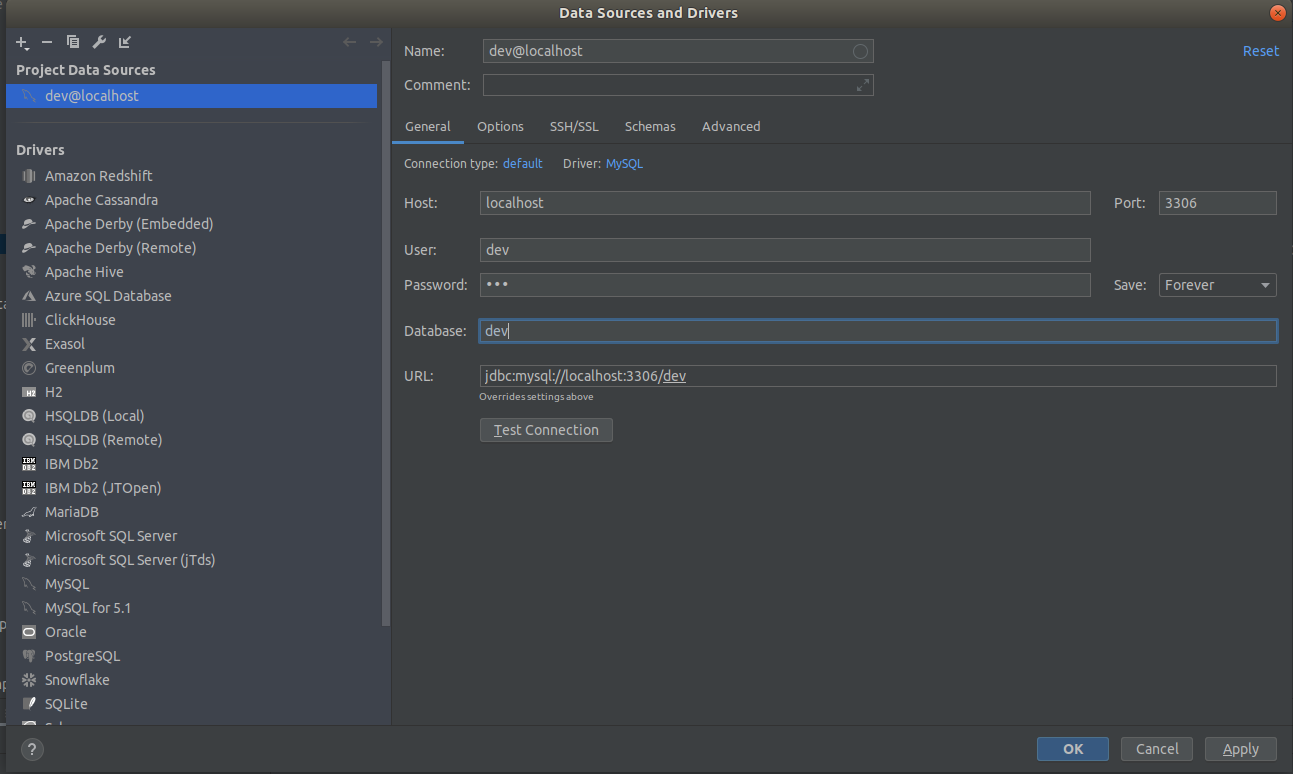 Data Sources and Drivers
Project Data Sources
dev@localhost
Drivers
Amazon Redshift
Apache Cassandra
Apache Derby (Embedded)
Apache Derby (Remote)
Apache Hive
Azure SQL Database
ClickHouse
Exasol
Greenplum
H2
HSQLDB (Local)
HSQLDB (Remote)
IBM Db2
IBM Db2 (JTOpen)
MariaDB
Microsoft SQL Server
Microsoft SQL Server (jTds)
MySQL
MySQL for 5.1
Oracle
PostgreSQL
Snowflake
SQLite
Name: dev@localhost Reset
Comment:
General Options SSH/SSL Schemas Advanced
Connection type: default Driver: MySQL
Host: localhost Port: 3306
User: dev
Password: ••• Save: Forever
Database: dev
URL: jdbc:mysql://localhost:3306/dev
Overrides settings above
Test Connection
? OK Cancel Apply